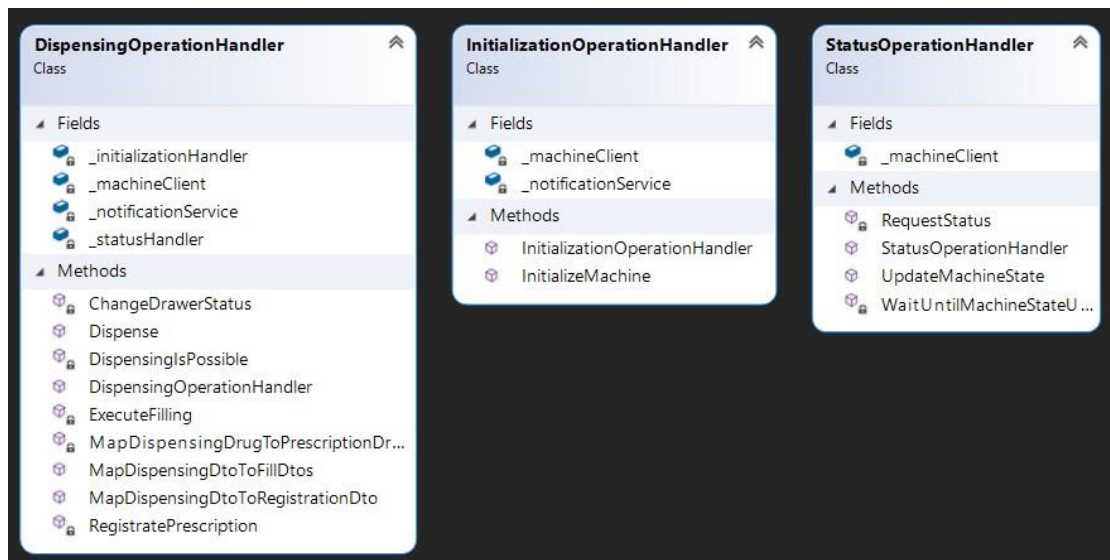 DispensingOperationHandler
Class
Fields
_initializationHandler
_machineClient
_notificationService
_statusHandler
Methods
ChangeDrawerStatus
Dispense
DispensingIsPossible
DispensingOperationHandler
ExecuteFilling
MapDispensingDrugToPrescriptionDr...
MapDispensingDtoToFillDtos
MapDispensingDtoToRegistrationDto
RegistratePrescription
InitializationOperationHandler
Class
Fields
_machineClient
_notificationService
Methods
InitializationOperationHandler
InitializeMachine
StatusOperationHandler
Class
Fields
_machineClient
Methods
RequestStatus
StatusOperationHandler
UpdateMachineState
WaitUntilMachineStateU...